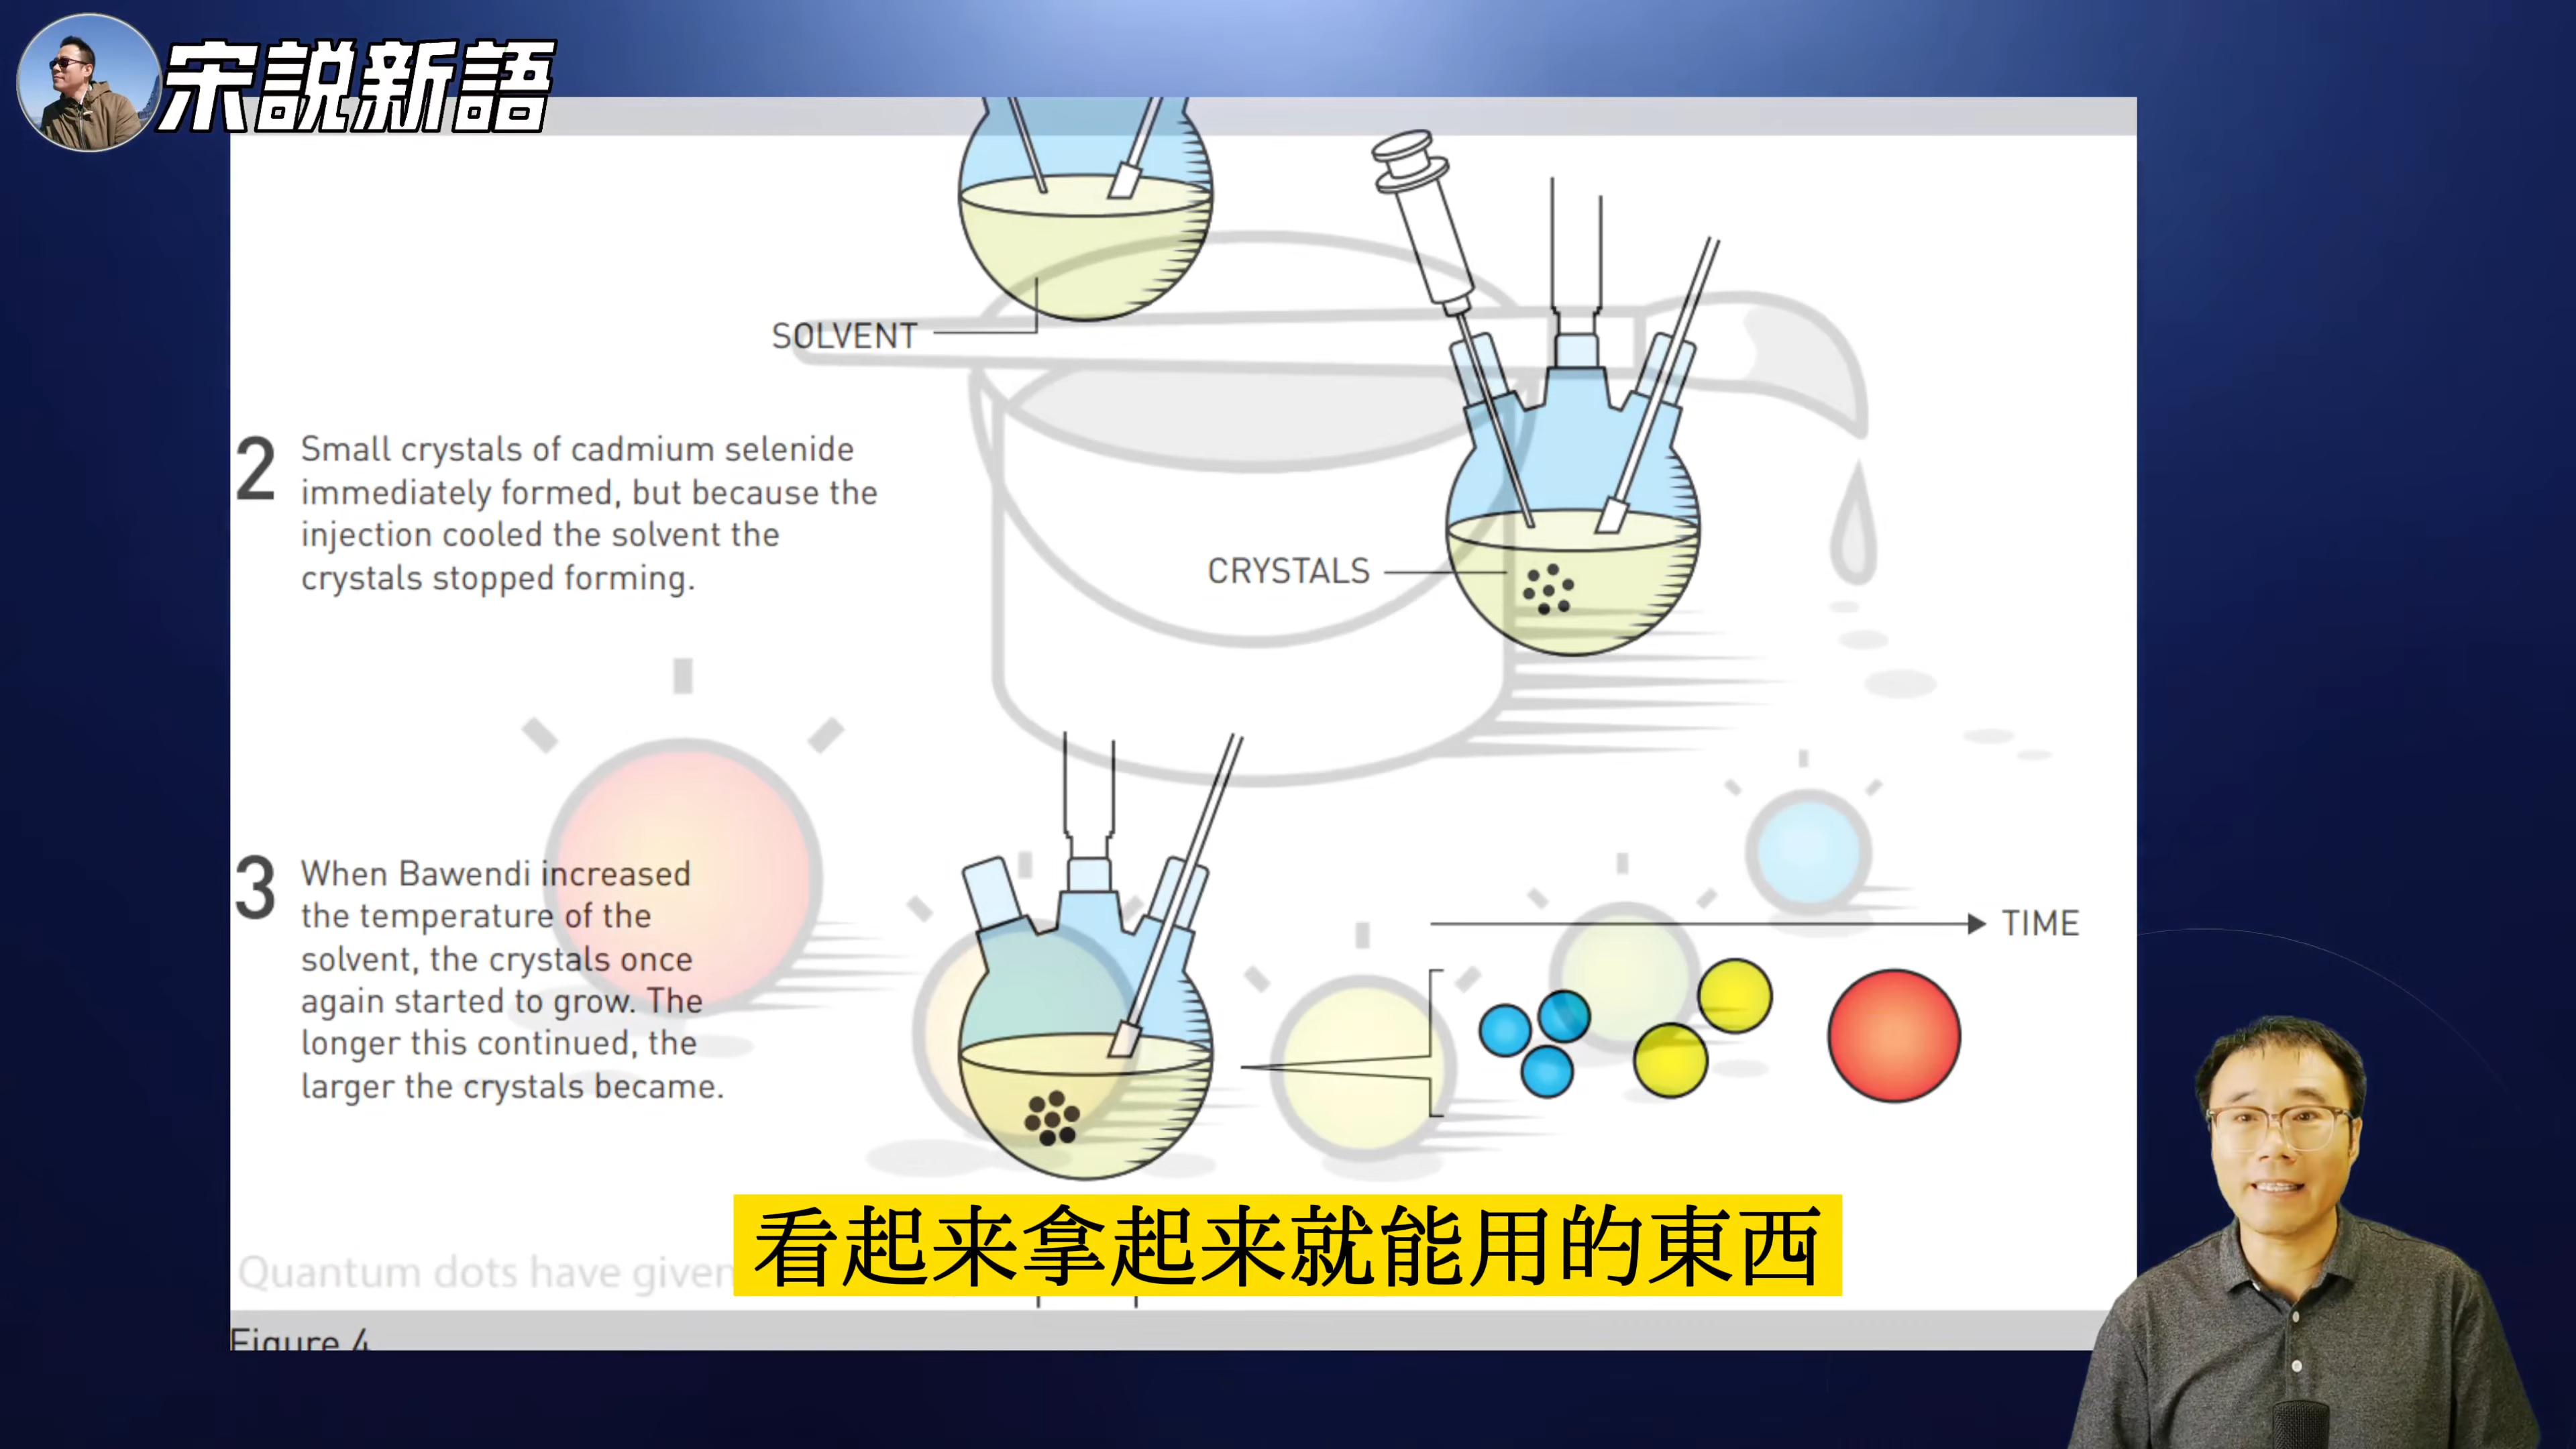 宋説新語
SOLVENT
2
Small crystals of cadmium selenide
immediately formed, but because the
injection cooled the solvent the
crystals stopped forming.
CRYSTALS
3
When Bawendi increased
the temperature of the
solvent, the crystals once
again started to grow. The
longer this continued, the
larger the crystals became.
TIME
看起来拿起来就能用的東西
Quantum dots have given
Figure 4